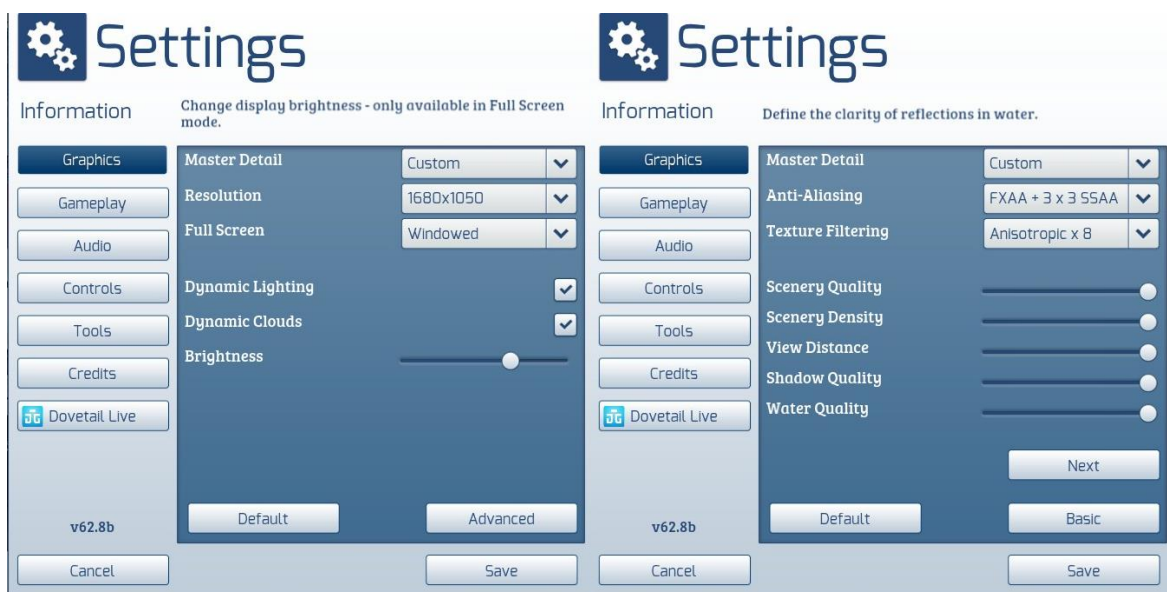 Settings
Information
Change display brightness - only available in Full Screen
mode.
Graphics
Gameplay
Audio
Controls
Tools
Credits
Dovetail Live
v62.8b
Cancel
Master Detail Custom
Resolution 1680x1050
Full Screen Windowed
Dynamic Lighting
Dynamic Clouds
Brightness
Default Advanced
Save
Settings
Information
Define the clarity of reflections in water.
Graphics
Gameplay
Audio
Controls
Tools
Credits
Dovetail Live
v62.8b
Cancel
Master Detail Custom
Anti-Aliasing FXAA + 3 x 3 SSAA
Texture Filtering Anisotropic x 8
Scenery Quality
Scenery Density
View Distance
Shadow Quality
Water Quality
Next
Default Basic
Save